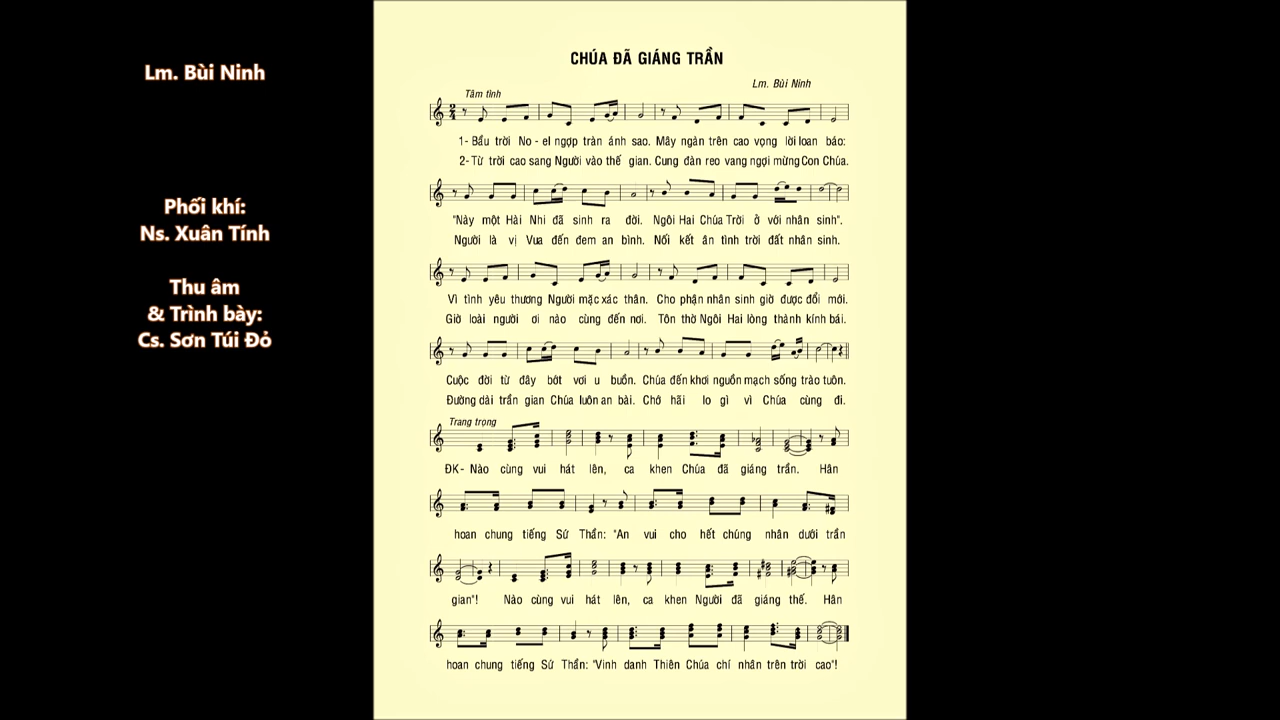 Lm. Bùi Ninh
Phối khí:
Ns. Xuân Tính
Thu âm
& Trình bày:
Cs. Sơn Túi Đỏ
CHÚA ĐÃ GIÁNG TRẦN
Lm. Bùi Ninh
Tâm tình
2
4
1- Bầu trời No - el ngợp tràn ánh sao. Mây ngàn trên cao vọng lời loan báo:
2- Từ trời cao sang Người vào thế gian. Cung đàn reo vang ngợi mừng Con Chúa.
"Này một Hài Nhi đã sinh ra đời. Ngôi Hai Chúa Trời ở với nhân sinh".
Người là vị Vua đến đem an bình. Nối kết ân tình trời đất nhân sinh.
Vì tình yêu thương Người mặc xác thân. Cho phận nhân sinh giờ được đổi mới.
Giờ loài người ơi nào cùng đến nơi. Tôn thờ Ngôi Hai lòng thành kính bái.
Cuộc đời từ đây bớt vơi u buồn. Chúa đến khơi nguồn mạch sống trào tuôn.
Đường dài trần gian Chúa luôn an bài. Chớ hãi lo gì vì Chúa cùng đi.
Trang trọng
ĐK- Nào cùng vui hát lên, ca khen Chúa đã giáng trần. Hân
hoan chung tiếng Sứ Thần: "An vui cho hết chúng nhân dưới trần
gian"! Nào cùng vui hát lên, ca khen Người đã giáng thế. Hân
hoan chung tiếng Sứ Thần: "Vinh danh Thiên Chúa chí nhân trên trời cao"!